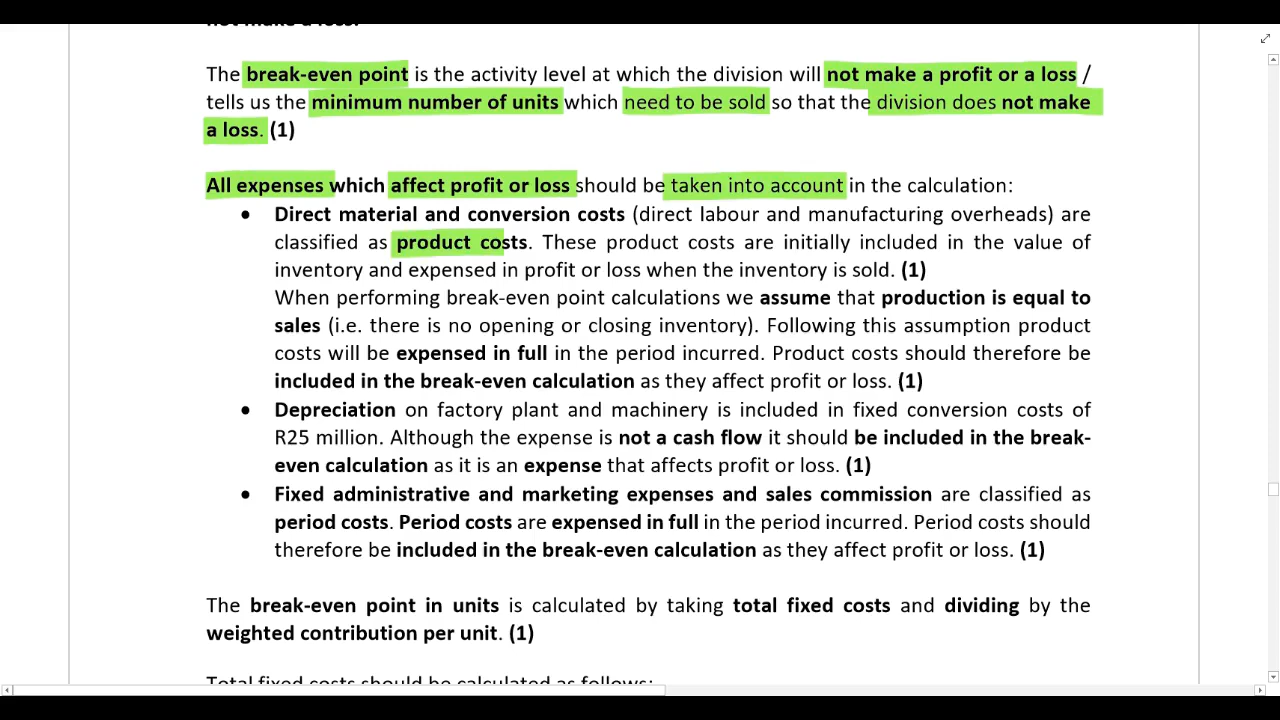 not make a loss.
The break-even point is the activity level at which the division will not make a profit or a loss /
tells us the minimum number of units which need to be sold so that the division does not make
a loss. (1)
All expenses which affect profit or loss should be taken into account in the calculation:
• Direct material and conversion costs (direct labour and manufacturing overheads) are
classified as product costs. These product costs are initially included in the value of
inventory and expensed in profit or loss when the inventory is sold. (1)
When performing break-even point calculations we assume that production is equal to
sales (i.e. there is no opening or closing inventory). Following this assumption product
costs will be expensed in full in the period incurred. Product costs should therefore be
included in the break-even calculation as they affect profit or loss. (1)
• Depreciation on factory plant and machinery is included in fixed conversion costs of
R25 million. Although the expense is not a cash flow it should be included in the break-
even calculation as it is an expense that affects profit or loss. (1)
• Fixed administrative and marketing expenses and sales commission are classified as
period costs. Period costs are expensed in full in the period incurred. Period costs should
therefore be included in the break-even calculation as they affect profit or loss. (1)
The break-even point in units is calculated by taking total fixed costs and dividing by the
weighted contribution per unit. (1)
Total fixed costs should be calculated as follows: